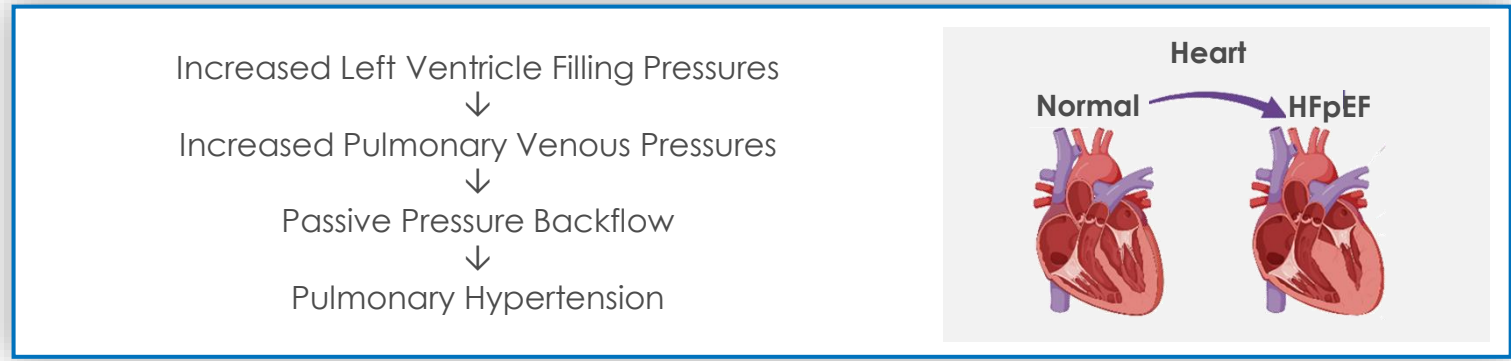 Increased Left Ventricle Filling Pressures
↓
Increased Pulmonary Venous Pressures
↓
Passive Pressure Backflow
↓
Pulmonary Hypertension
Heart
Normal
HFpEF